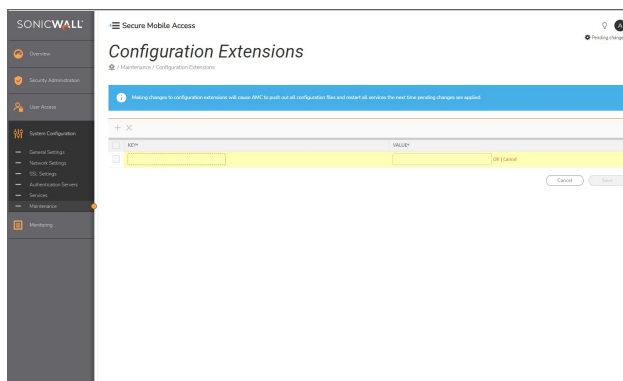 SONICWALL
Secure Mobile Access
A
Pending change
Configuration Extensions
/ Maintenance / Configuration Extensions
Overview
Security Administration
User Access
System Configuration
General Settings
Network Settings
SSL Settings
Authentication Servers
Services
Maintenance
Monitoring
Making changes to configuration extensions will cause AMC to push out all configuration files and restart all services the next time pending changes are applied.
KEY*
VALUE*
OK | Cancel
Cancel
Save